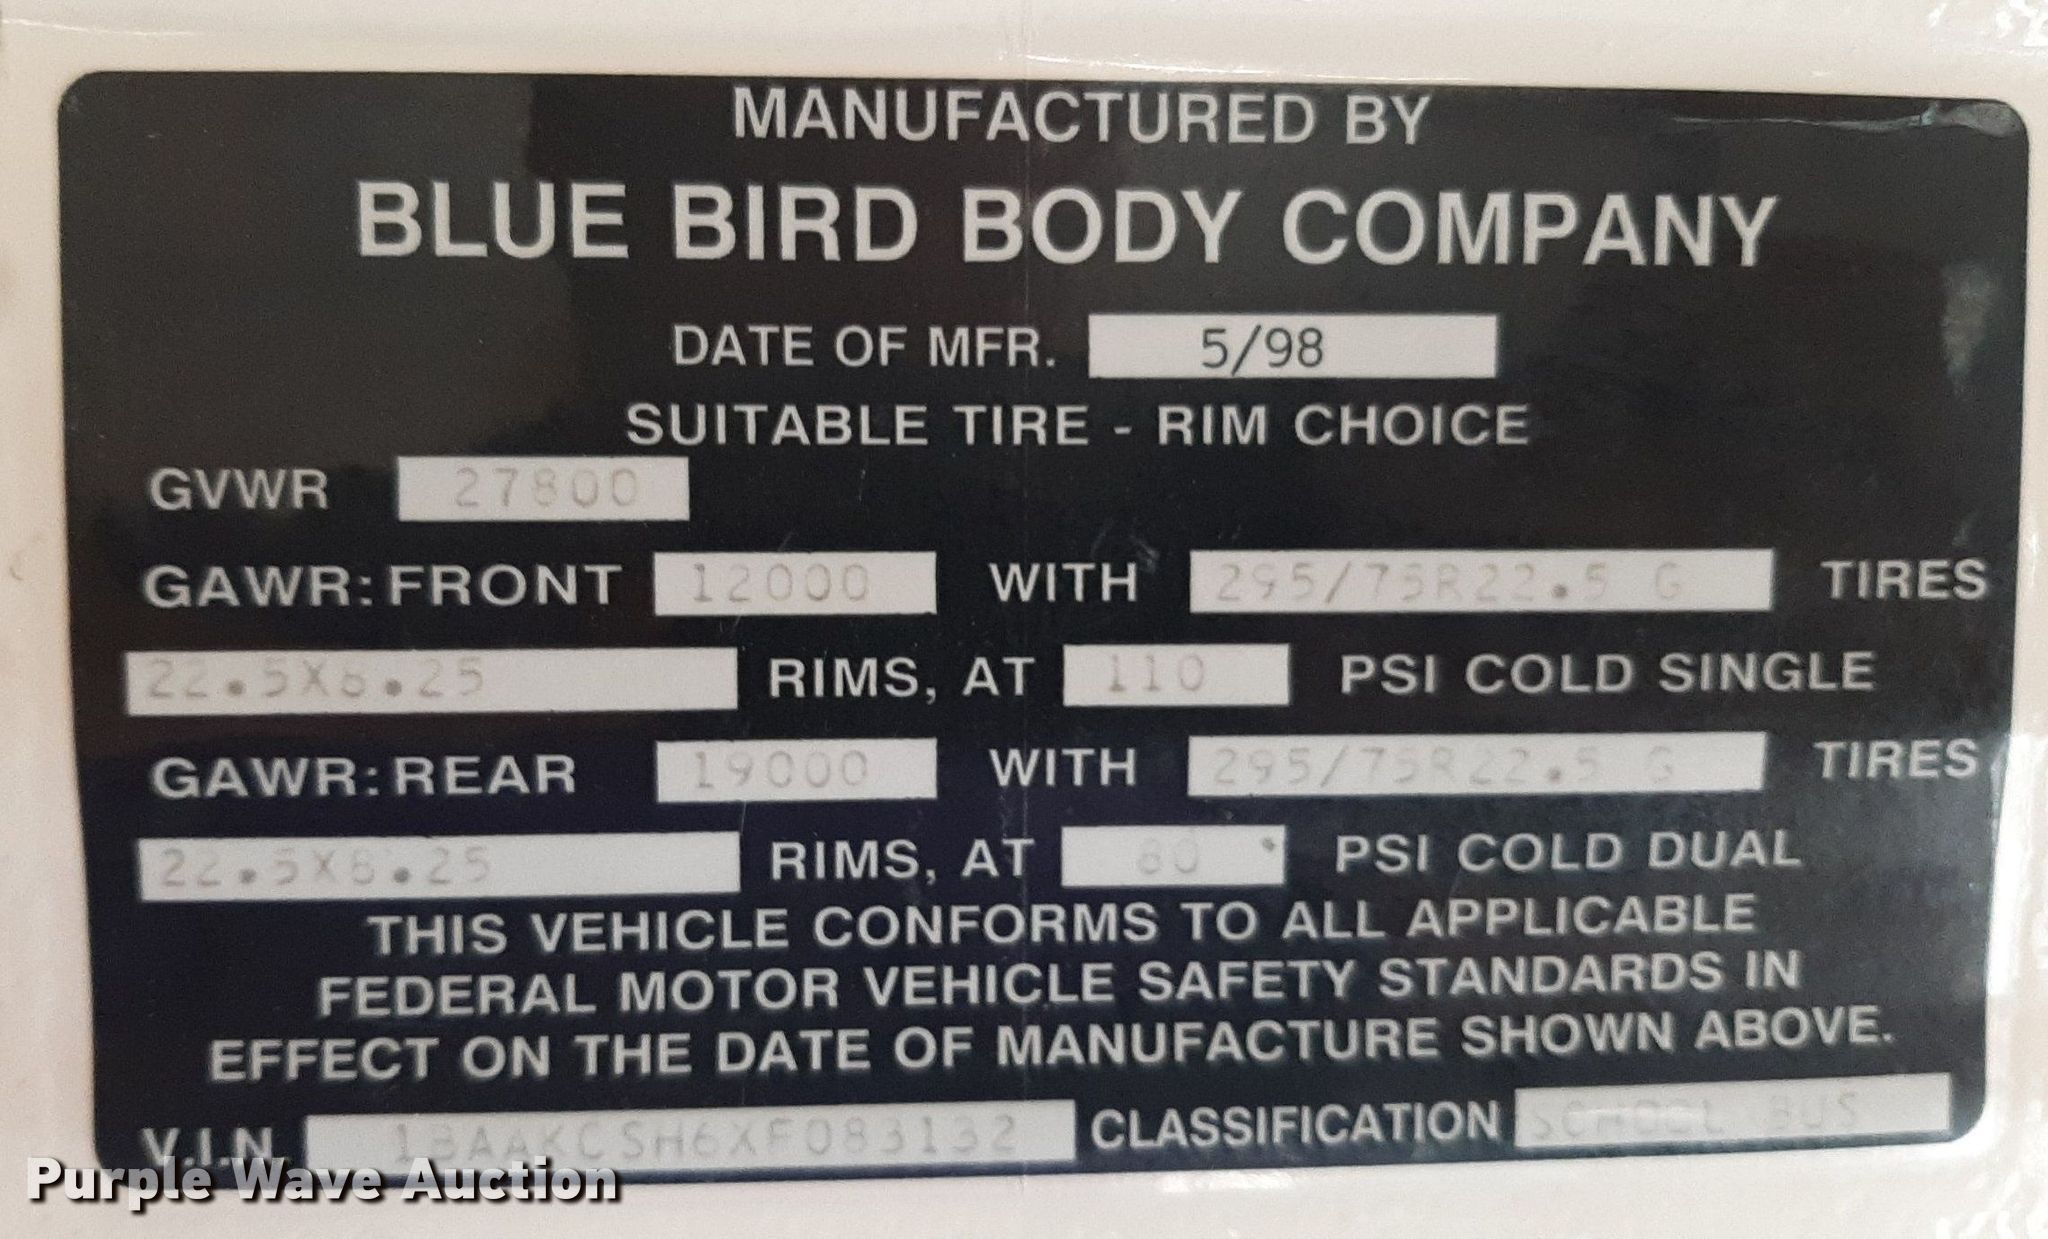 MANUFACTURED BY
BLUE BIRD BODY COMPANY
DATE OF MFR. 5/98
SUITABLE TIRE - RIM CHOICE
GVWR 27800
GAWR: FRONT 12000 WITH 295/75R22.5 G TIRES
22.5X8.25 RIMS, AT 110 PSI COLD SINGLE
GAWR: REAR 19000 WITH 295/75R22.5 G TIRES
22.5X8.25 RIMS, AT 80 PSI COLD DUAL
THIS VEHICLE CONFORMS TO ALL APPLICABLE
FEDERAL MOTOR VEHICLE SAFETY STANDARDS IN
EFFECT ON THE DATE OF MANUFACTURE SHOWN ABOVE.
V.I.N. 1BAAKCSH6XF083132 CLASSIFICATION SCHOOL BUS
Purple Wave Auction